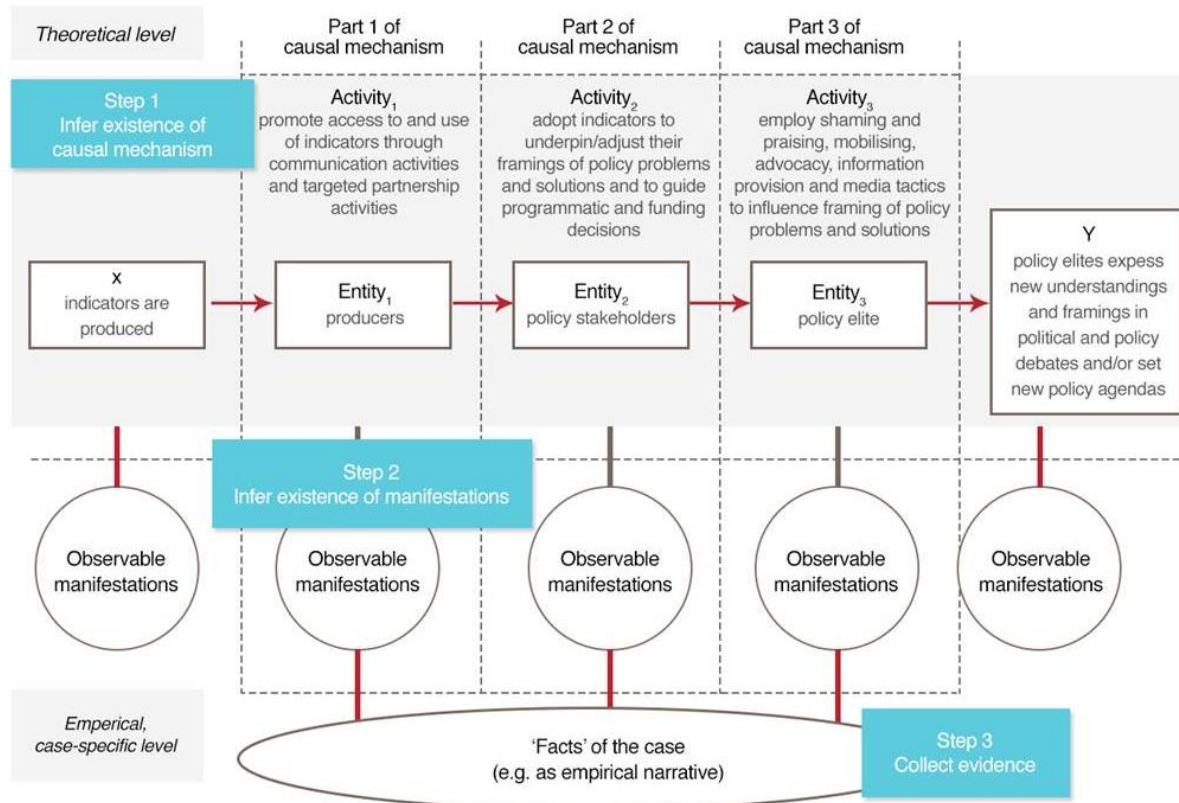 Theoretical level
Part 1 of
causal mechanism
Part 2 of
causal mechanism
Part 3 of
causal mechanism
Step 1
Infer existence of
causal mechanism
Activity₁
promote access to and use
of indicators through
communication activities
and targeted partnership
activities
Activity₂
adopt indicators to
underpin/adjust their
framings of policy problems
and solutions and to guide
programmatic and funding
decisions
Activity₃
employ shaming and
praising, mobilising,
advocacy, information
provision and media tactics
to influence framing of policy
problems and solutions
x
indicators are
produced
Entity₁
producers
Entity₂
policy stakeholders
Entity₃
policy elite
Y
policy elites expess
new understandings
and framings in
political and policy
debates and/or set
new policy agendas
Step 2
Infer existence of manifestations
Observable
manifestations
Observable
manifestations
Observable
manifestations
Observable
manifestations
Observable
manifestations
Emperical,
case-specific level
'Facts' of the case
(e.g. as empirical narrative)
Step 3
Collect evidence